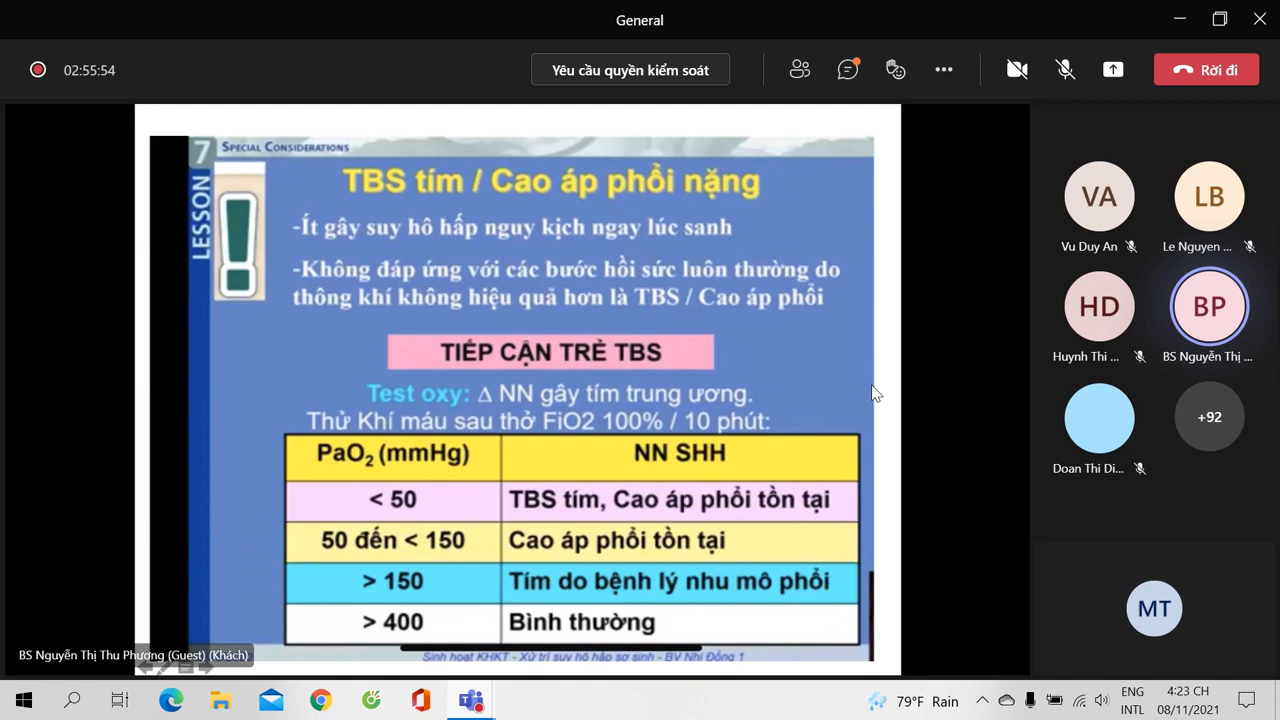 General
02:55:54
Yêu cầu quyền kiểm soát
Rời đi
7 SPECIAL CONSIDERATIONS
LESSON
TBS tím / Cao áp phổi nặng
-Ít gây suy hô hấp nguy kịch ngay lúc sanh
-Không đáp ứng với các bước hồi sức luôn thường do
thông khí không hiệu quả hơn là TBS / Cao áp phổi
TIẾP CẬN TRẺ TBS
Test oxy: Δ NN gây tím trung ương.
Thử Khí máu sau thở FiO2 100% / 10 phút:
PaO₂ (mmHg) NN SHH
< 50 TBS tím, Cao áp phổi tồn tại
50 đến < 150 Cao áp phổi tồn tại
> 150 Tím do bệnh lý nhu mô phổi
> 400 Bình thường
Sinh hoạt KHKT - Xử trí suy hô hấp sơ sinh - BV Nhi Đồng 1
BS Nguyễn Thị Thu Phương (Guest) (Khách)
VA LB
Vu Duy An Le Nguyen ...
HD BP
Huynh Thi ... BS Nguyễn Thị ...
+92
Doan Thi Di...
MT
79°F Rain
ENG 4:23 CH
INTL 08/11/2021